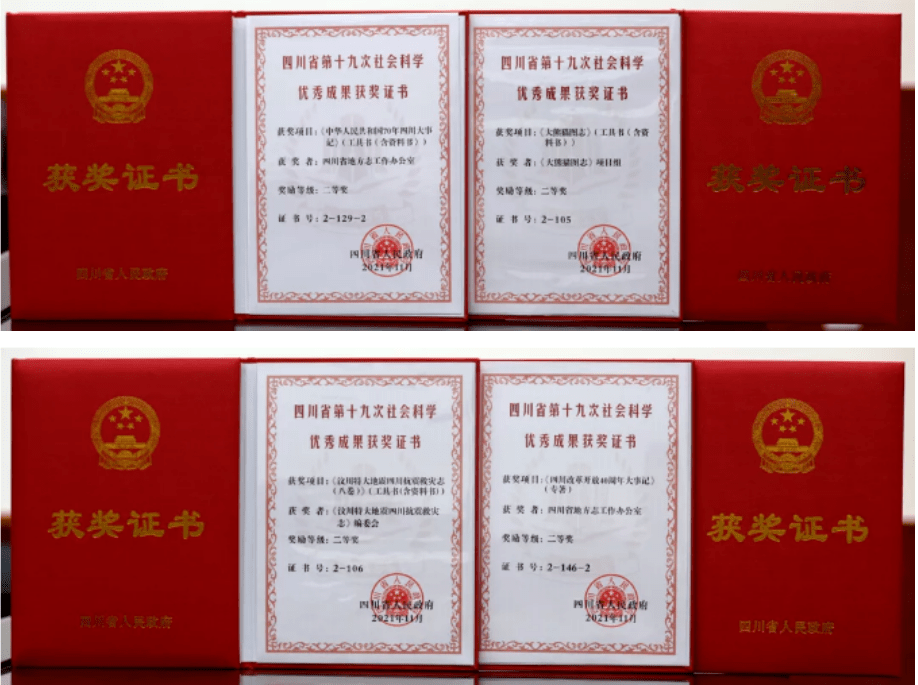 获奖证书
四川省人民政府
四川省第十九次社会科学
优秀成果获奖证书
获奖项目：《中华人民共和国70年四川大事
记》（工具书（含资料书））
获 奖 者：四川省地方志工作办公室
奖励等级：二等奖
证 书 号：2-129-2
四川省人民政府
2021年11月
四川省第十九次社会科学
优秀成果获奖证书
获奖项目：《大熊猫图志》（工具书（含资
料书））
获 奖 者：《大熊猫图志》项目组
奖励等级：二等奖
证 书 号：2-105
四川省人民政府
2021年11月
获奖证书
四川省人民政府
获奖证书
四川省人民政府
四川省第十九次社会科学
优秀成果获奖证书
获奖项目：《汶川特大地震四川抗震救灾志
（八卷）》（工具书（含资料书））
获 奖 者：《汶川特大地震四川抗震救灾
志》编委会
奖励等级：二等奖
证 书 号：2-106
四川省人民政府
2021年11月
四川省第十九次社会科学
优秀成果获奖证书
获奖项目：《四川改革开放40周年大事记》
（专著）
获 奖 者：四川省地方志工作办公室
奖励等级：二等奖
证 书 号：2-146-2
四川省人民政府
2021年11月
获奖证书
四川省人民政府